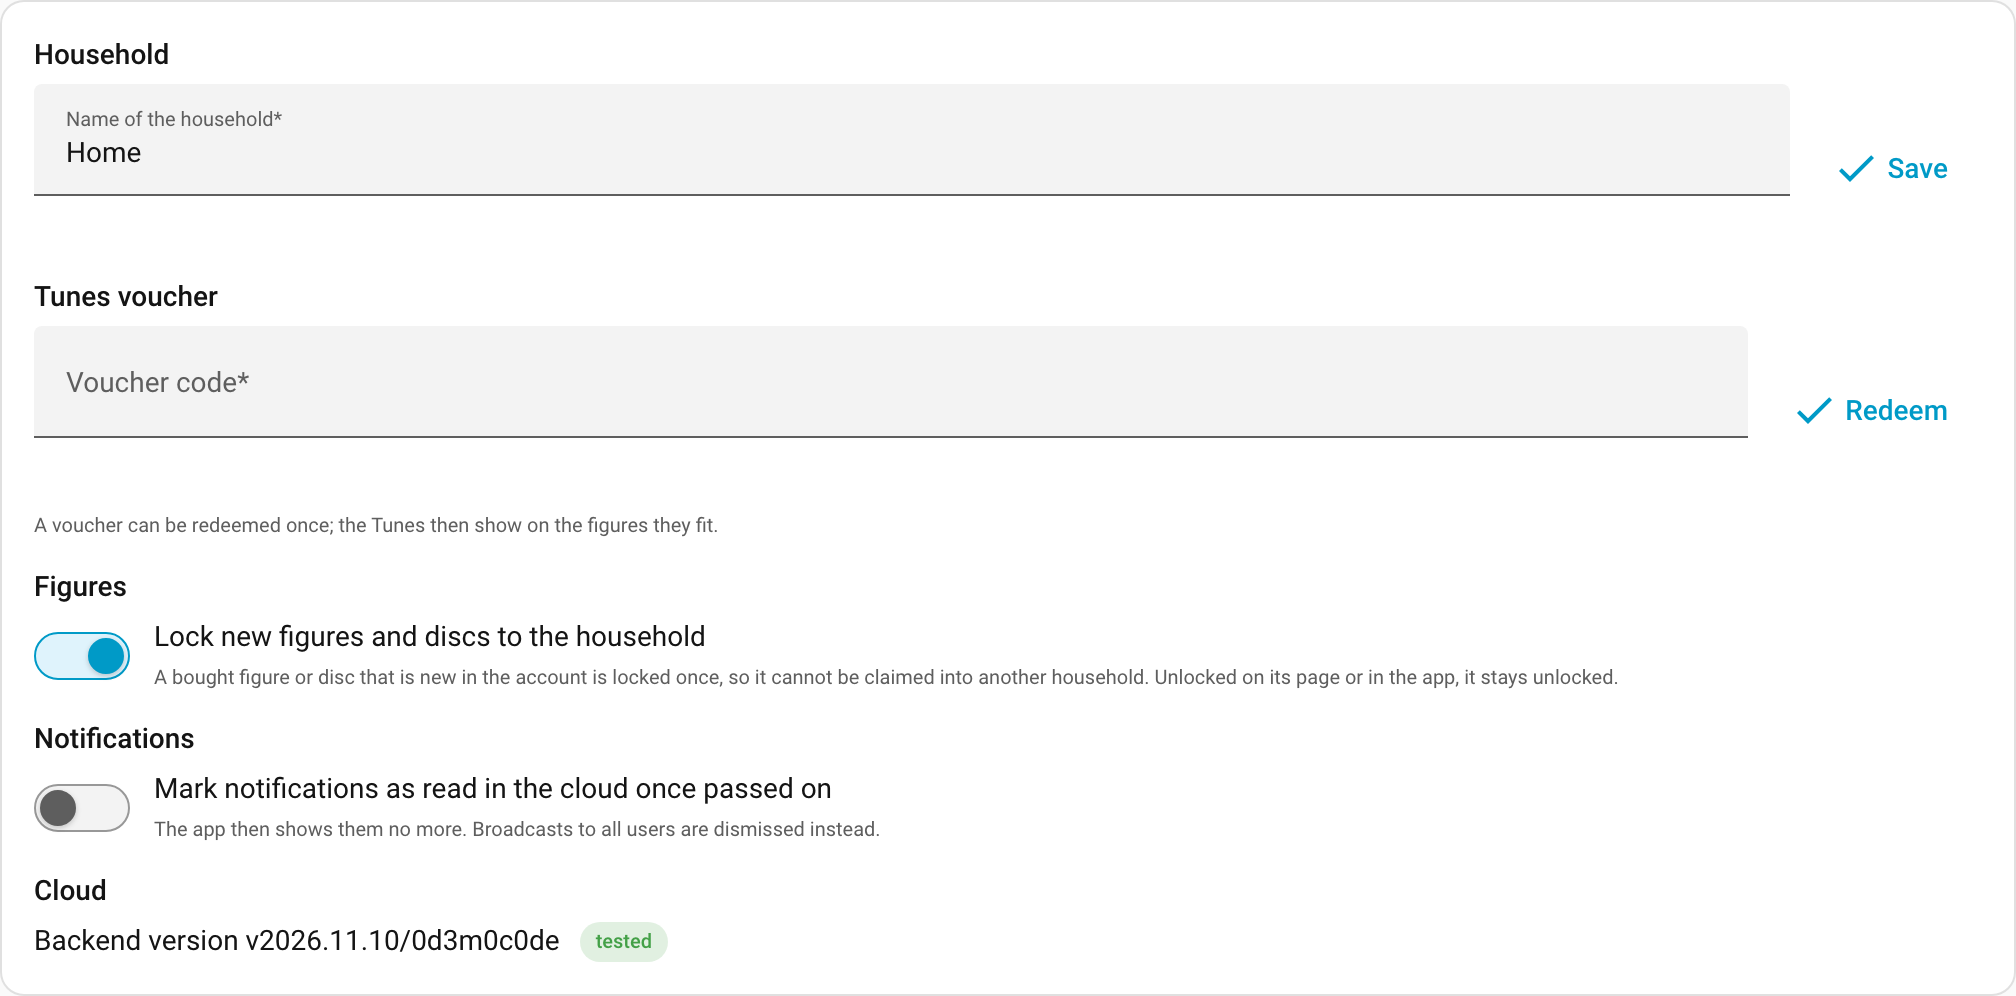 Household
Name of the household*
Home
Save
Tunes voucher
Voucher code*
Redeem
A voucher can be redeemed once; the Tunes then show on the figures they fit.
Figures
Lock new figures and discs to the household
A bought figure or disc that is new in the account is locked once, so it cannot be claimed into another household. Unlocked on its page or in the app, it stays unlocked.
Notifications
Mark notifications as read in the cloud once passed on
The app then shows them no more. Broadcasts to all users are dismissed instead.
Cloud
Backend version v2026.11.10/0d3m0c0de tested